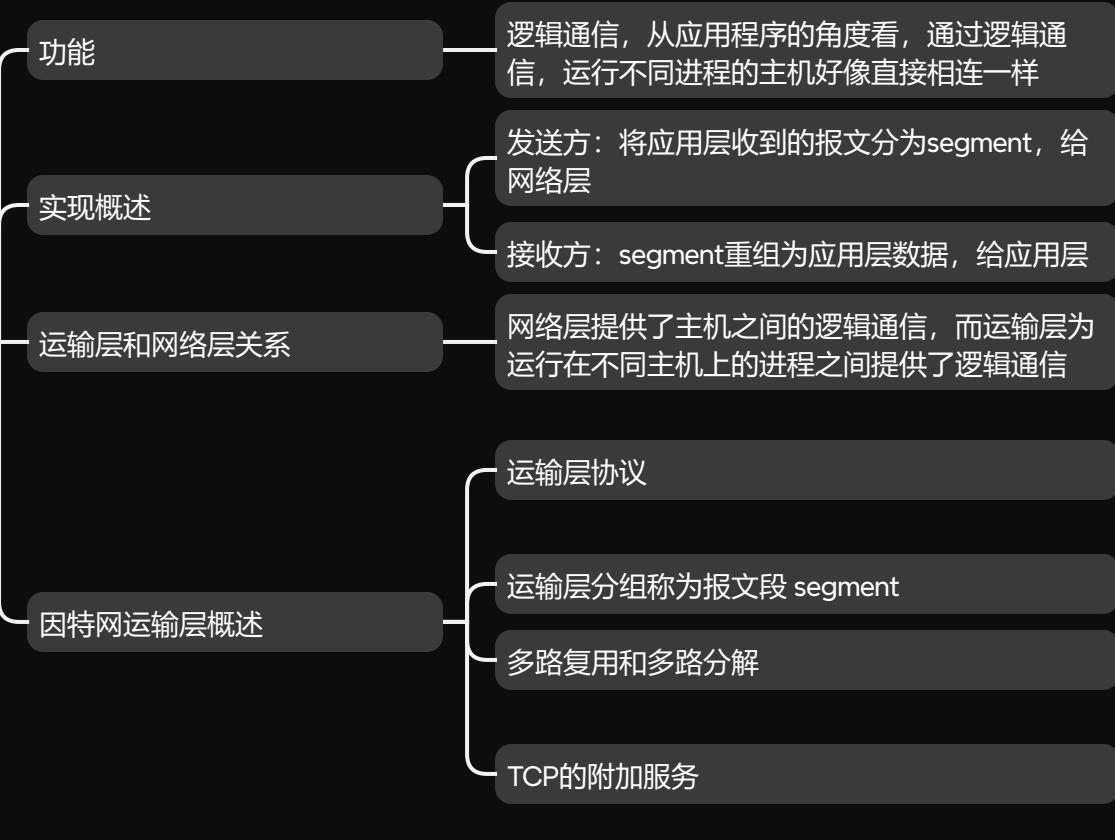 功能
逻辑通信，从应用程序的角度看，通过逻辑通
信，运行不同进程的主机好像直接相连一样
实现概述
发送方：将应用层收到的报文分为segment，给
网络层
接收方：segment重组为应用层数据，给应用层
运输层和网络层关系
网络层提供了主机之间的逻辑通信，而运输层为
运行在不同主机上的进程之间提供了逻辑通信
因特网运输层概述
运输层协议
运输层分组称为报文段 segment
多路复用和多路分解
TCP的附加服务